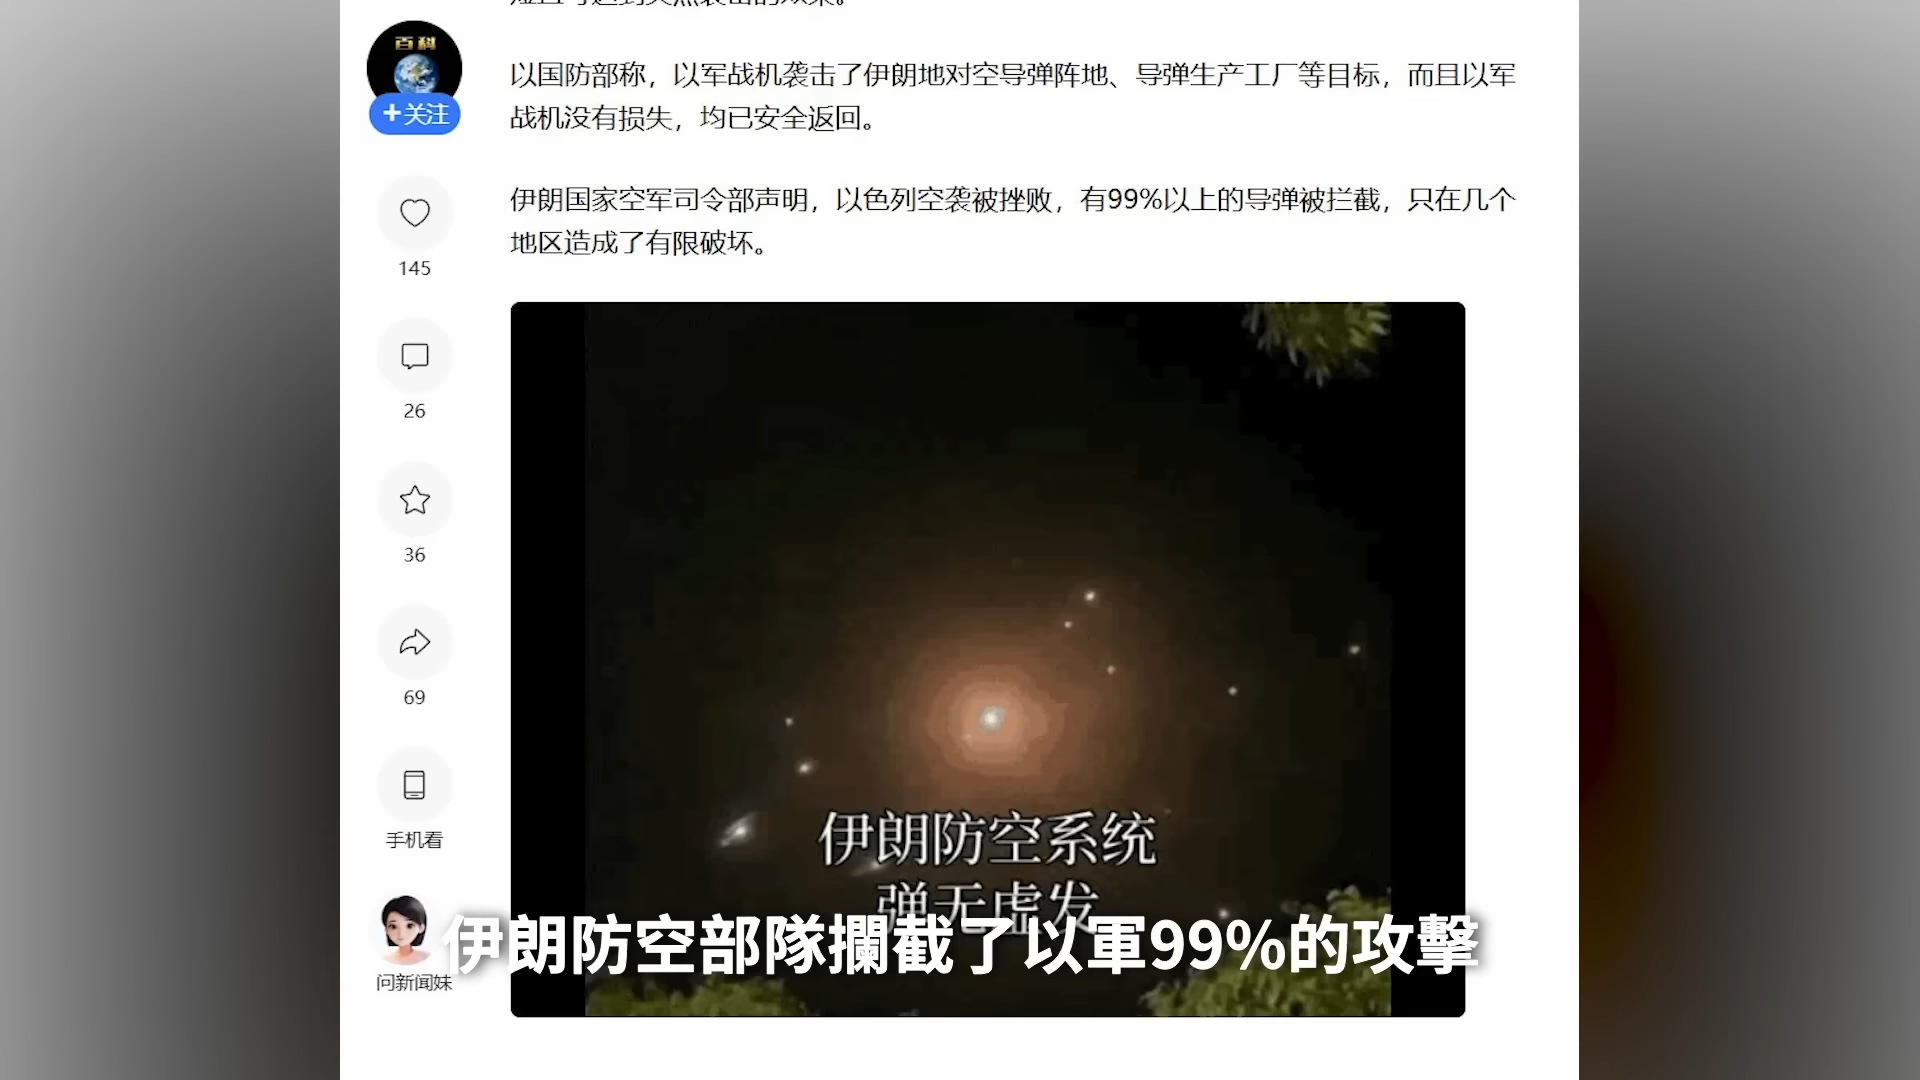 百科
+关注
以国防部称，以军战机袭击了伊朗地对空导弹阵地、导弹生产工厂等目标，而且以军
战机没有损失，均已安全返回。
伊朗国家空军司令部声明，以色列空袭被挫败，有99%以上的导弹被拦截，只在几个
地区造成了有限破坏。
145
26
36
69
手机看
问新闻妹
伊朗防空系统
弹无虚发
伊朗防空部隊攔截了以軍99%的攻擊